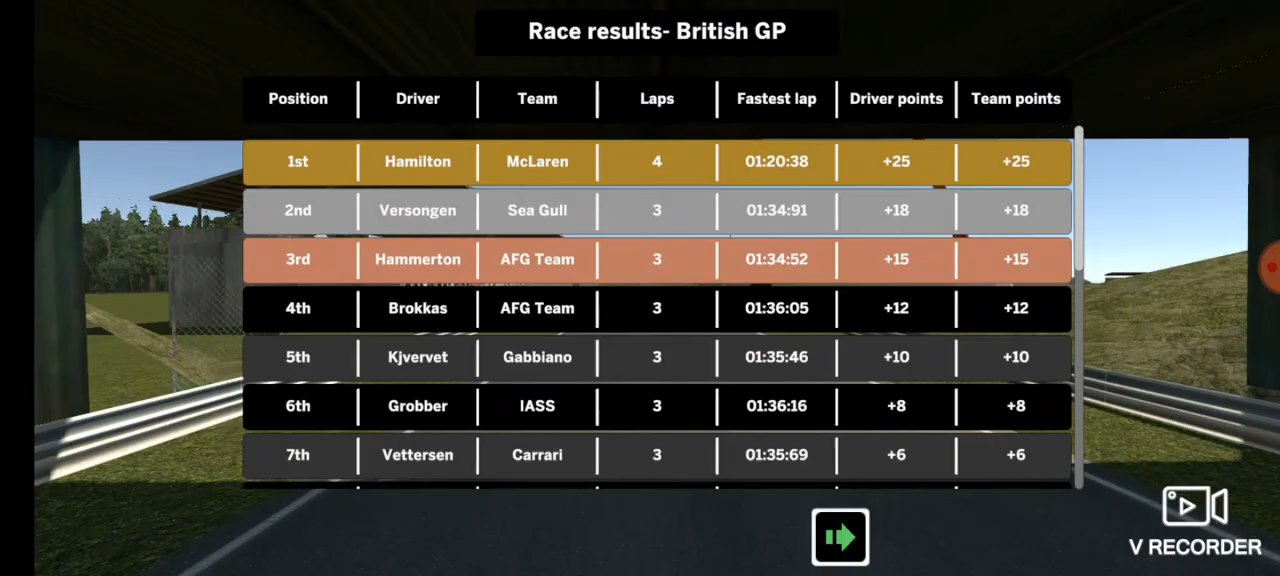 Race results- British GP
Position Driver Team Laps Fastest lap Driver points Team points
1st Hamilton McLaren 4 01:20:38 +25 +25
2nd Versongen Sea Gull 3 01:34:91 +18 +18
3rd Hammerton AFG Team 3 01:34:52 +15 +15
4th Brokkas AFG Team 3 01:36:05 +12 +12
5th Kjvervet Gabbiano 3 01:35:46 +10 +10
6th Grobber IASS 3 01:36:16 +8 +8
7th Vettersen Carrari 3 01:35:69 +6 +6
V RECORDER